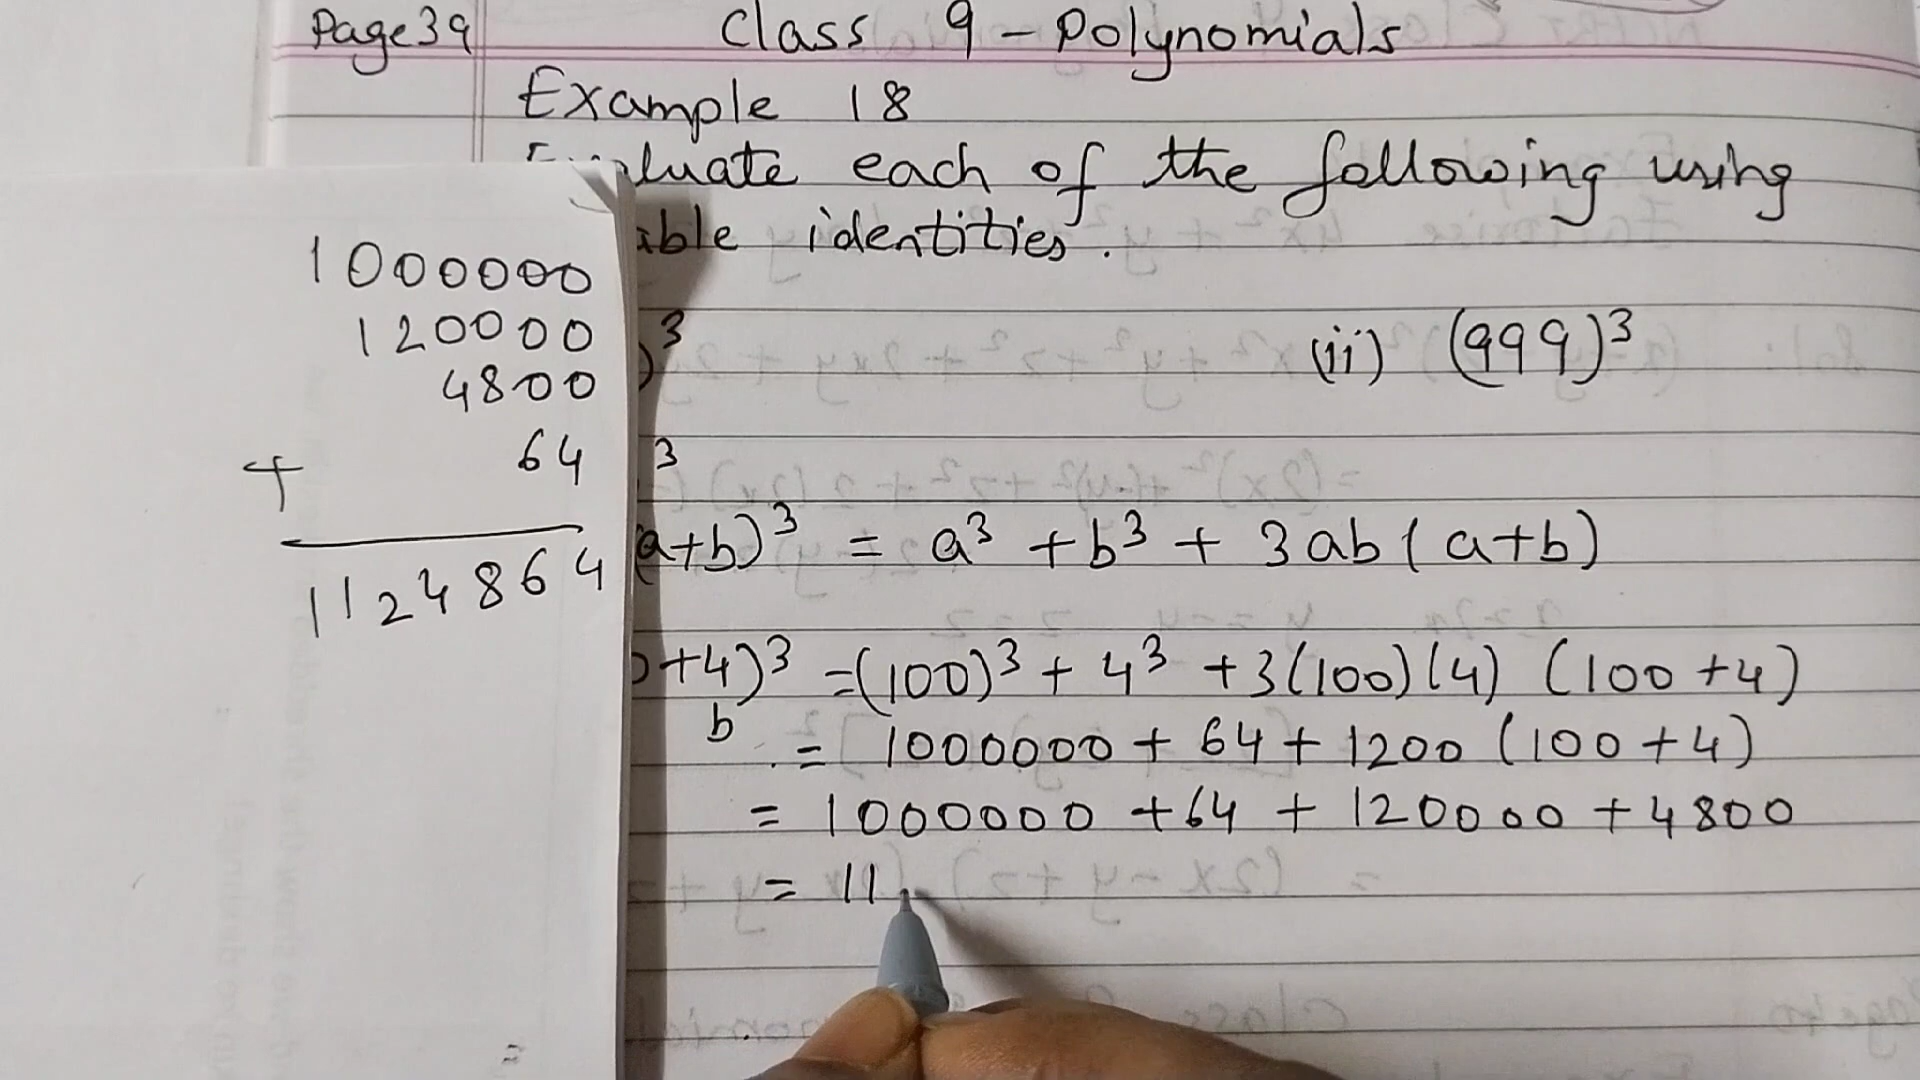 Page 39
Class 9 - Polynomials
Example 18
Evaluate each of the following using
able identities.
)³ (ii) (999)³
3
(a+b)³ = a³ + b³ + 3ab(a+b)
+4)³ = (100)³ + 4³ + 3(100)(4) (100+4)
b
= 1000000 + 64 + 1200 (100+4)
= 1000000 + 64 + 120000 + 4800
= 11
1000000
120000
4800
+ 64
1124864
=